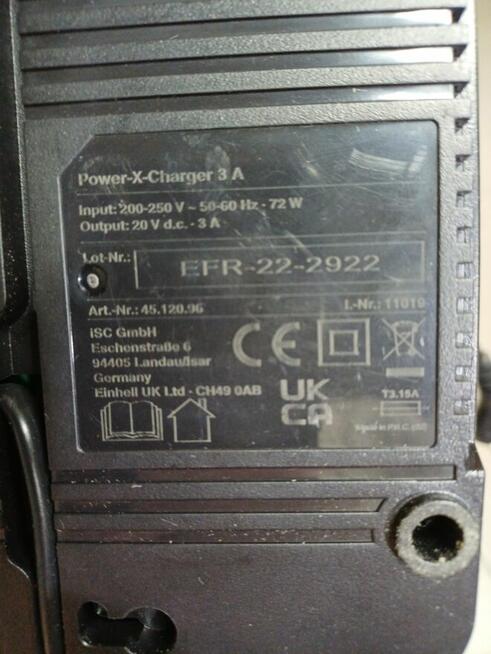 Power-X-Charger 3 A
Input: 200-250 V ~ 50-60 Hz - 72 W
Output: 20 V d.c. - 3 A
Lot-Nr.: EFR-22-2922
Art.-Nr.: 45.120.96 I.-Nr.: 11019
iSC GmbH
Eschenstraße 6
94405 Landau/Isar
Germany
Einhell UK Ltd - CH49 0AB
CE
UK
CA
T3.15A